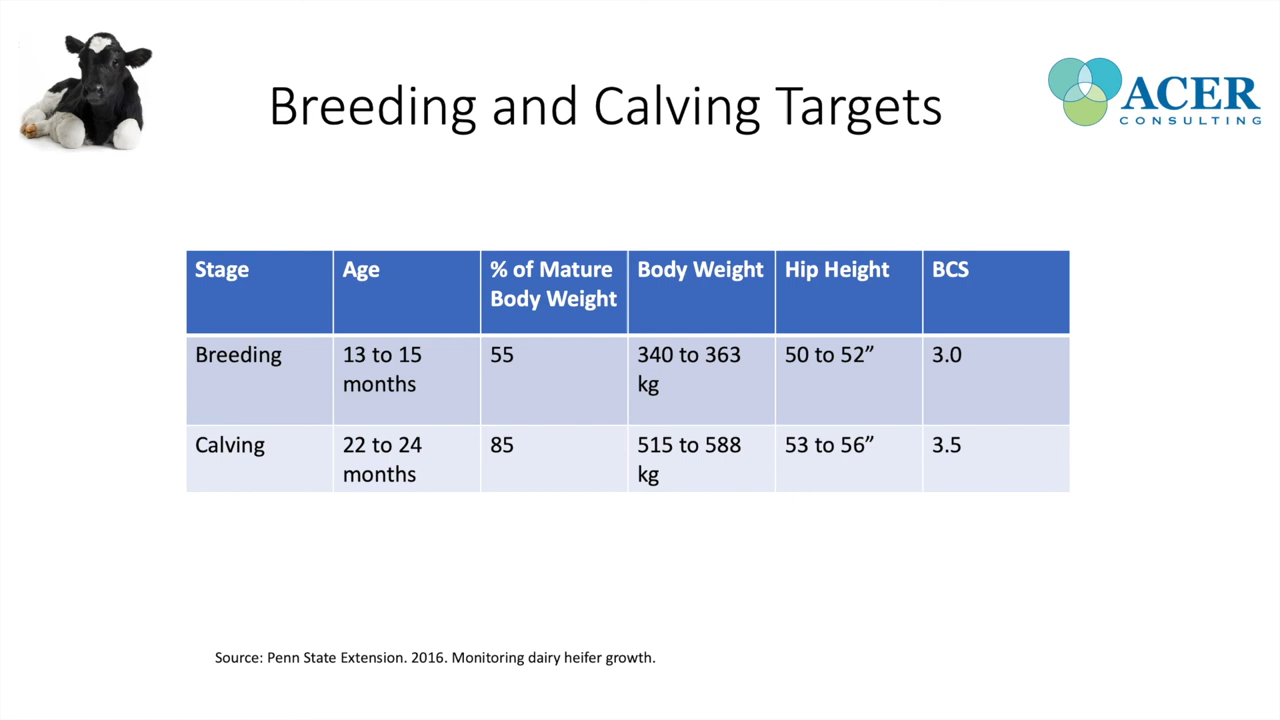 Breeding and Calving Targets
ACER
CONSULTING
Stage
Age
% of Mature
Body Weight
Body Weight
Hip Height
BCS
Breeding
13 to 15
months
55
340 to 363
kg
50 to 52”
3.0
Calving
22 to 24
months
85
515 to 588
kg
53 to 56”
3.5
Source: Penn State Extension. 2016. Monitoring dairy heifer growth.